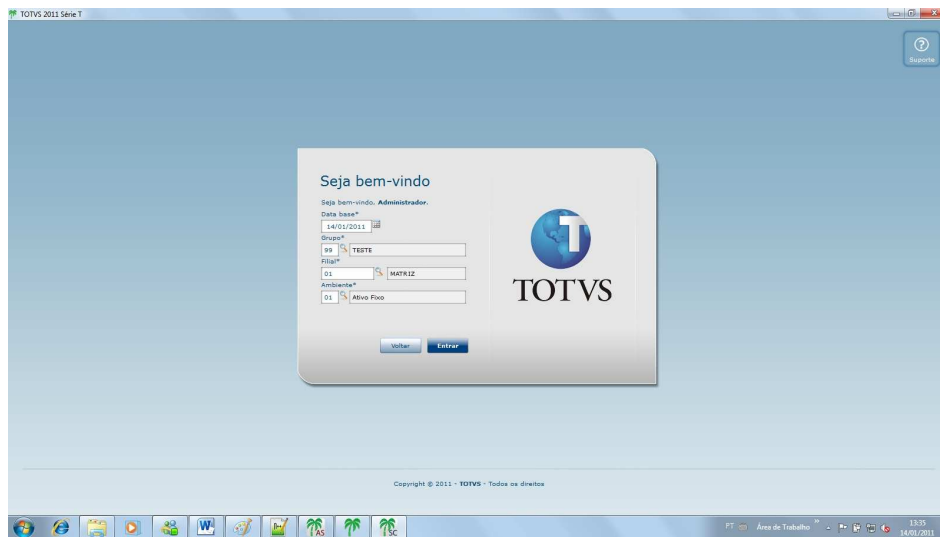 TOTVS 2011 Série T
Suporte
Seja bem-vindo
Seja bem-vindo, Administrador.
Data base*
14/01/2011
Grupo*
99 TESTE
Filial*
01 MATRIZ
Ambiente*
01 Ativo Fixo
Voltar Entrar
T
TOTVS
Copyright © 2011 - TOTVS - Todos os direitos
W AS SC
PT Área de Trabalho 13:35
14/01/2011